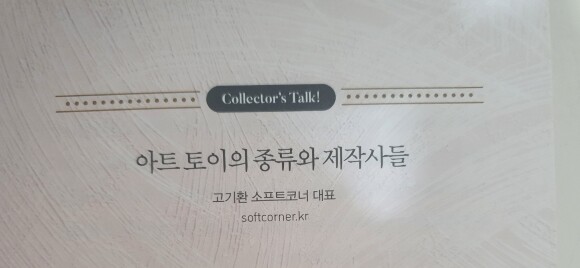 Collector's Talk!
아트 토이의 종류와 제작사들
고기환 소프트코너 대표
softcorner.kr